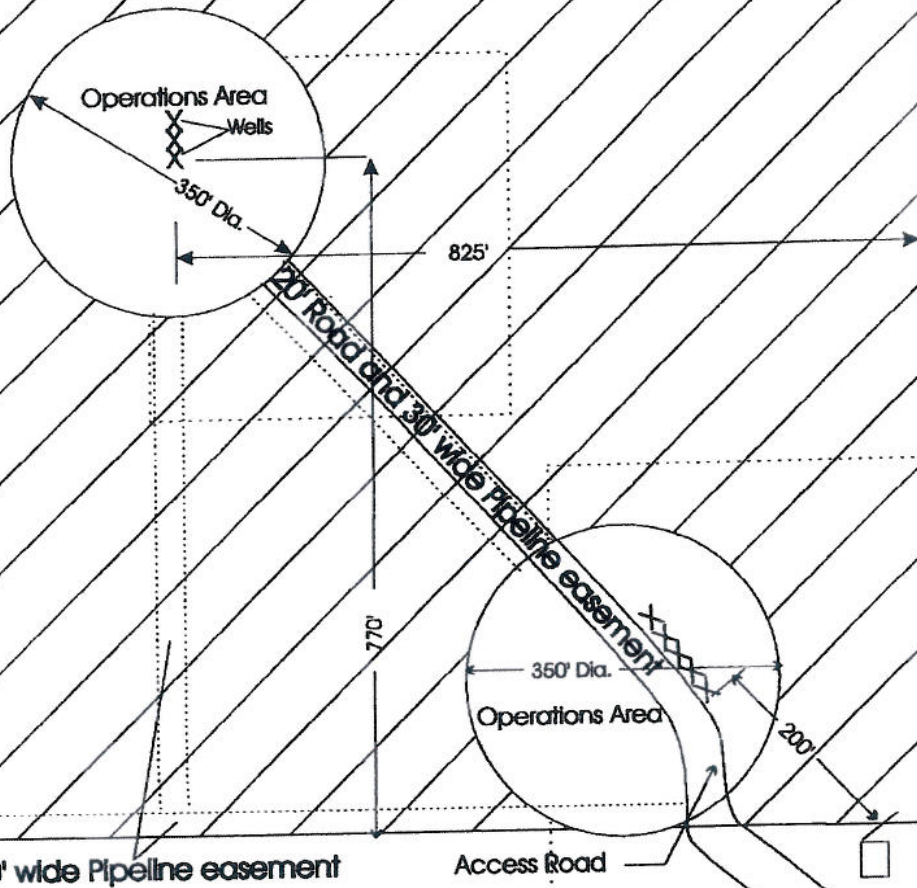 Operations Area
Wells
350' Dia.
825'
20' Road and 30' wide Pipeline easement
770'
350' Dia.
Operations Area
200'
' wide Pipeline easement
Access Road